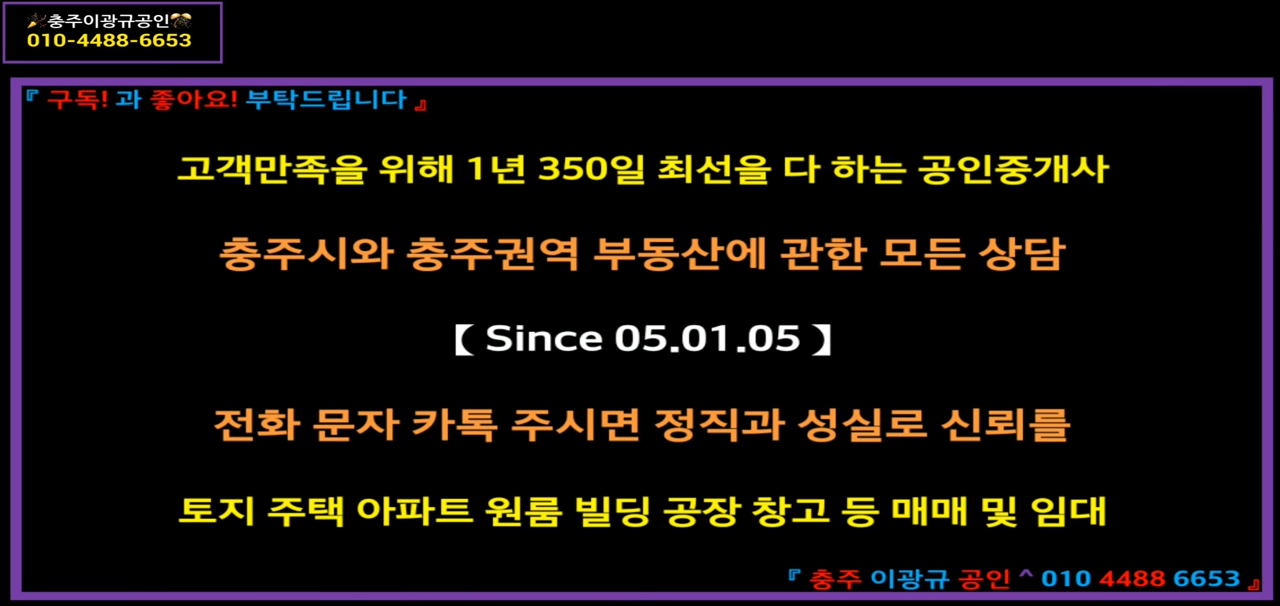 🎉충주이광규공인🎊
010-4488-6653
『 구독! 과 좋아요! 부탁드립니다 』
고객만족을 위해 1년 350일 최선을 다 하는 공인중개사
충주시와 충주권역 부동산에 관한 모든 상담
【 Since 05.01.05 】
전화 문자 카톡 주시면 정직과 성실로 신뢰를
토지 주택 아파트 원룸 빌딩 공장 창고 등 매매 및 임대
『 충주 이광규 공인 ^ 010 4488 6653 』